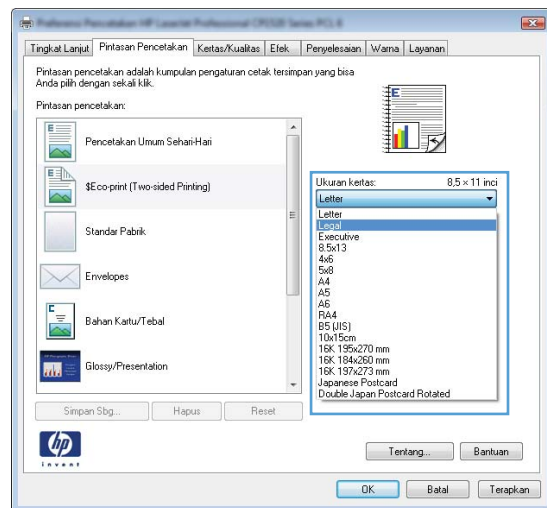 Tingkat Lanjut Pintasan Pencetakan Kertas/Kualitas Efek Penyelesaian Warna Layanan
Pintasan pencetakan adalah kumpulan pengaturan cetak tersimpan yang bisa
Anda pilih dengan sekali klik.
Pintasan pencetakan:
Pencetakan Umum Sehari-Hari
$Eco-print (Two-sided Printing)
Standar Pabrik
Envelopes
Bahan Kartu/Tebal
Glossy/Presentation
Ukuran kertas: 8,5 × 11 inci
Letter
Letter
Legal
Executive
8.5x13
4x6
5x8
A4
A5
A6
RA4
B5 (JIS)
10x15cm
16K 195x270 mm
16K 184x260 mm
16K 197x273 mm
Japanese Postcard
Double Japan Postcard Rotated
Simpan Sbg... Hapus Reset
hp
invent
Tentang... Bantuan
OK Batal Terapkan